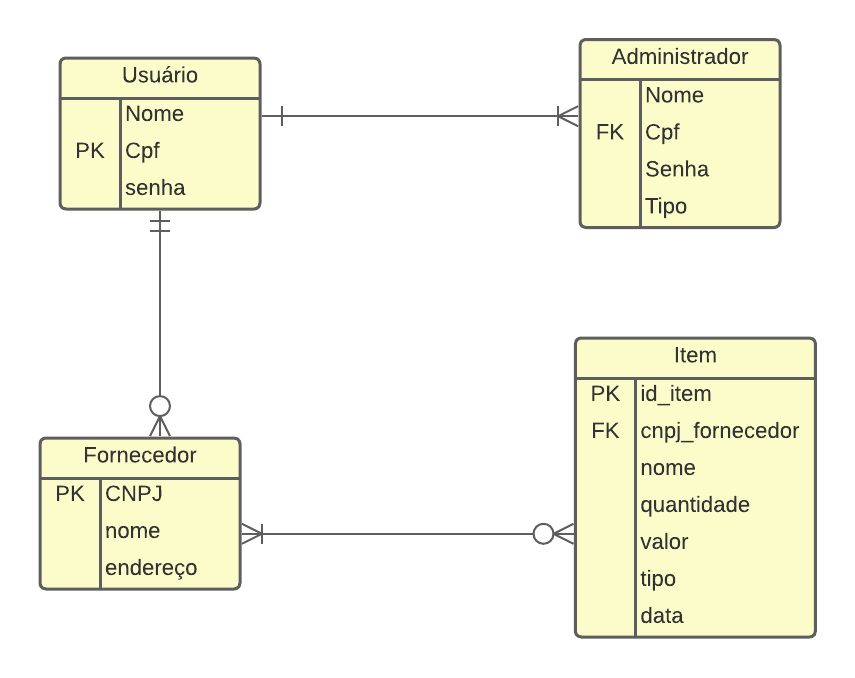 Usuário
Nome
PK Cpf
senha
Administrador
Nome
FK Cpf
Senha
Tipo
Fornecedor
PK CNPJ
nome
endereço
Item
PK id_item
FK cnpj_fornecedor
nome
quantidade
valor
tipo
data